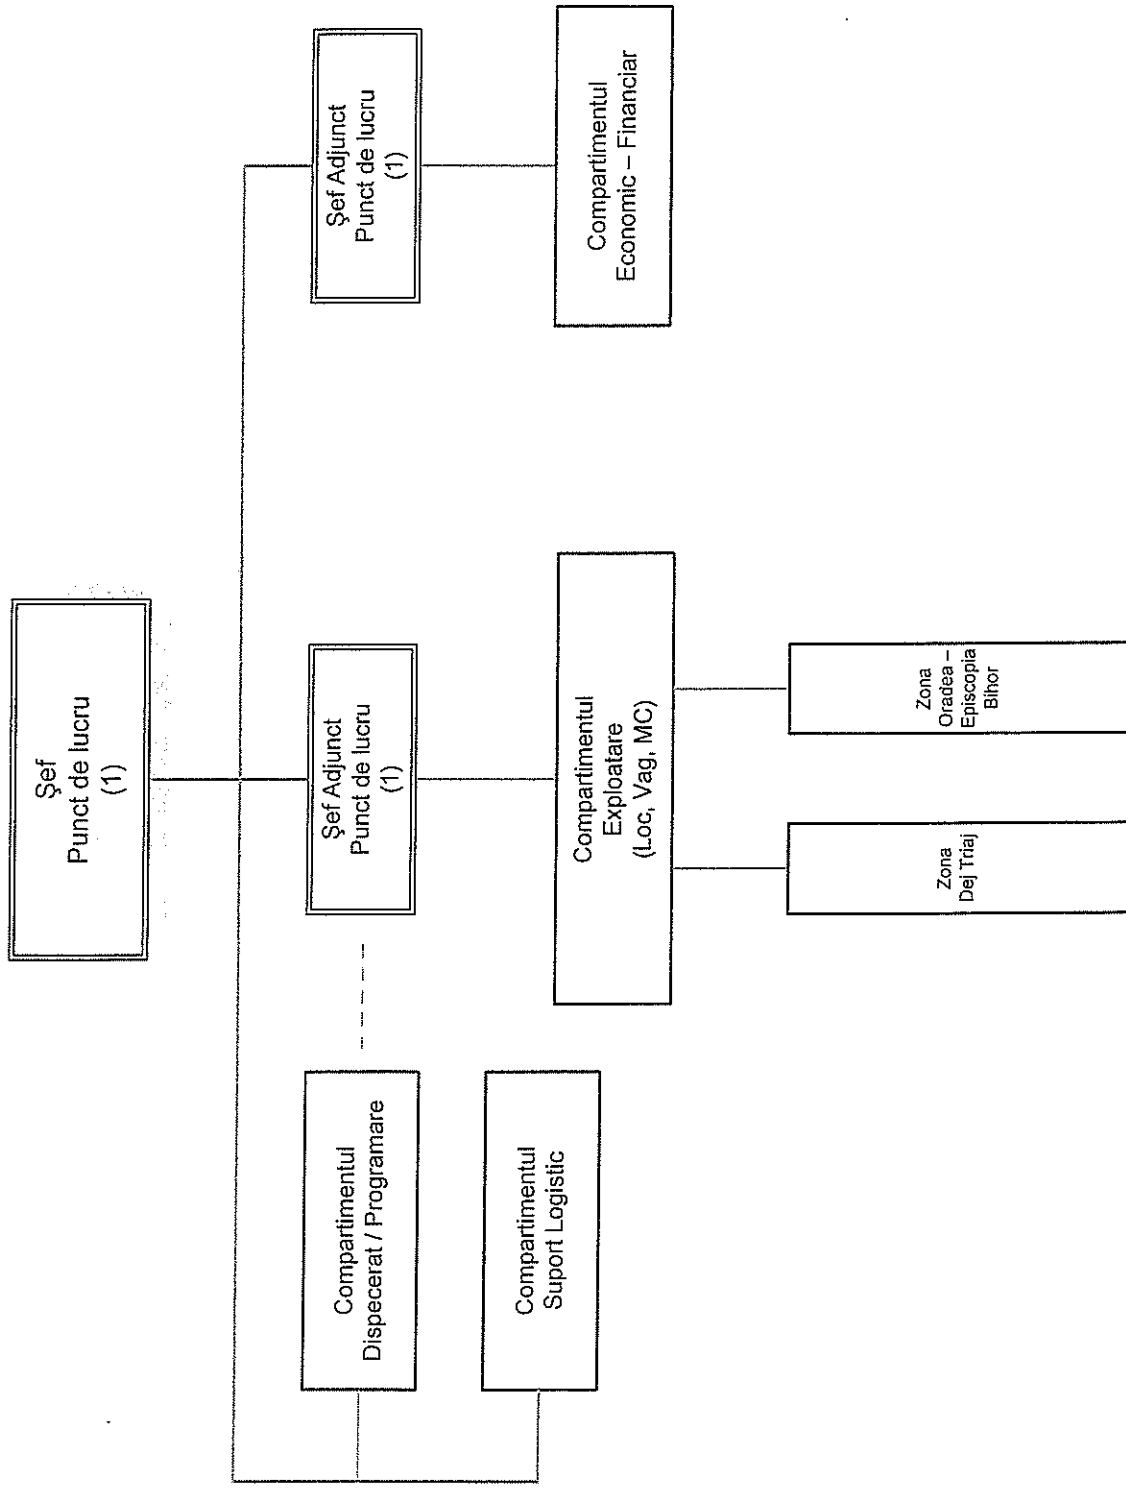 Şef
Punct de lucru
(1)
Compartimentul
Dispecerat / Programare
Şef Adjunct
Punct de lucru
(1)
Şef Adjunct
Punct de lucru
(1)
Compartimentul
Suport Logistic
Compartimentul
Exploatare
(Loc, Vag, MC)
Compartimentul
Economic – Financiar
Zona
Dej Triaj
Zona
Oradea –
Episcopia
Bihor